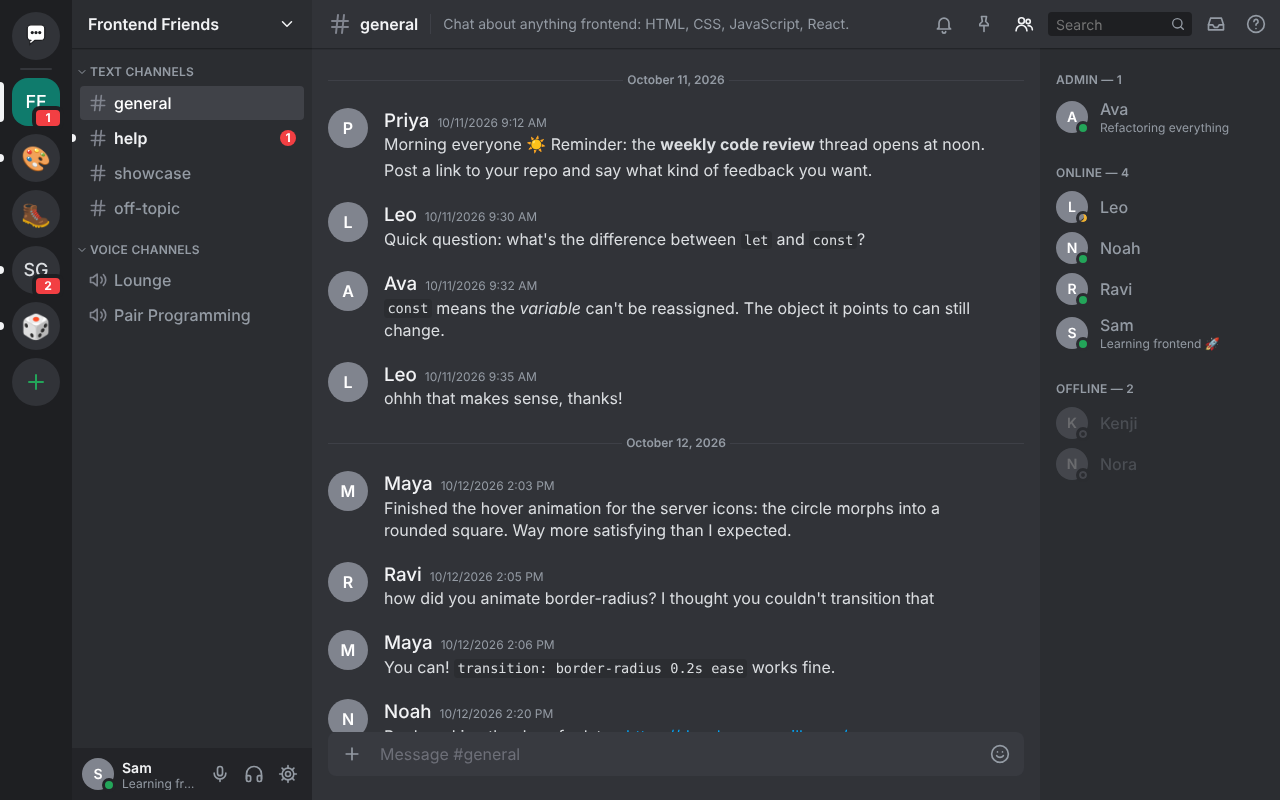 FF
1
SG
2
Frontend Friends
TEXT CHANNELS
general
help
1
showcase
off-topic
VOICE CHANNELS
Lounge
Pair Programming
S
Sam
Learning fr...
general
Chat about anything frontend: HTML, CSS, JavaScript, React.
Search
October 11, 2026
P
Priya 10/11/2026 9:12 AM
Morning everyone ☀️ Reminder: the weekly code review thread opens at noon.
Post a link to your repo and say what kind of feedback you want.
L
Leo 10/11/2026 9:30 AM
Quick question: what's the difference between let and const?
A
Ava 10/11/2026 9:32 AM
const means the variable can't be reassigned. The object it points to can still
change.
L
Leo 10/11/2026 9:35 AM
ohhh that makes sense, thanks!
October 12, 2026
M
Maya 10/12/2026 2:03 PM
Finished the hover animation for the server icons: the circle morphs into a
rounded square. Way more satisfying than I expected.
R
Ravi 10/12/2026 2:05 PM
how did you animate border-radius? I thought you couldn't transition that
M
Maya 10/12/2026 2:06 PM
You can! transition: border-radius 0.2s ease works fine.
N
Noah 10/12/2026 2:20 PM
Message #general
ADMIN — 1
A
Ava
Refactoring everything
ONLINE — 4
L
Leo
N
Noah
R
Ravi
S
Sam
Learning frontend 🚀
OFFLINE — 2
K
Kenji
N
Nora